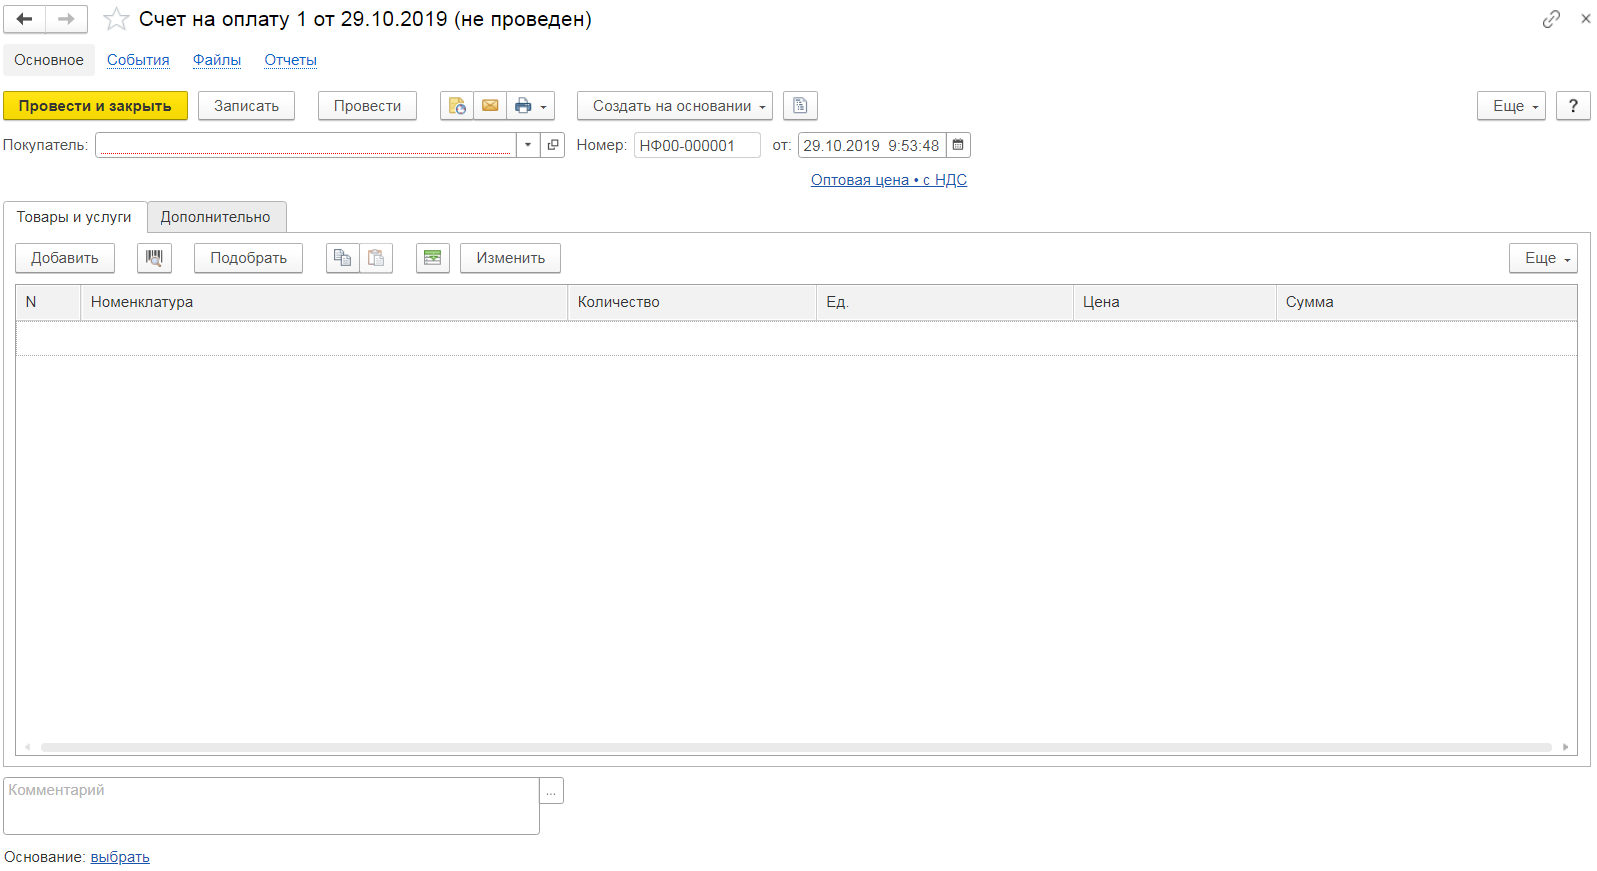 Счет на оплату 1 от 29.10.2019 (не проведен)
Основное События Файлы Отчеты
Провести и закрыть Записать Провести Создать на основании Еще ?
Покупатель: Номер: НФ00-000001 от: 29.10.2019 9:53:48
Оптовая цена • с НДС
Товары и услуги Дополнительно
Добавить Подобрать Изменить Еще
N Номенклатура Количество Ед. Цена Сумма
Комментарий ...
Основание: выбрать